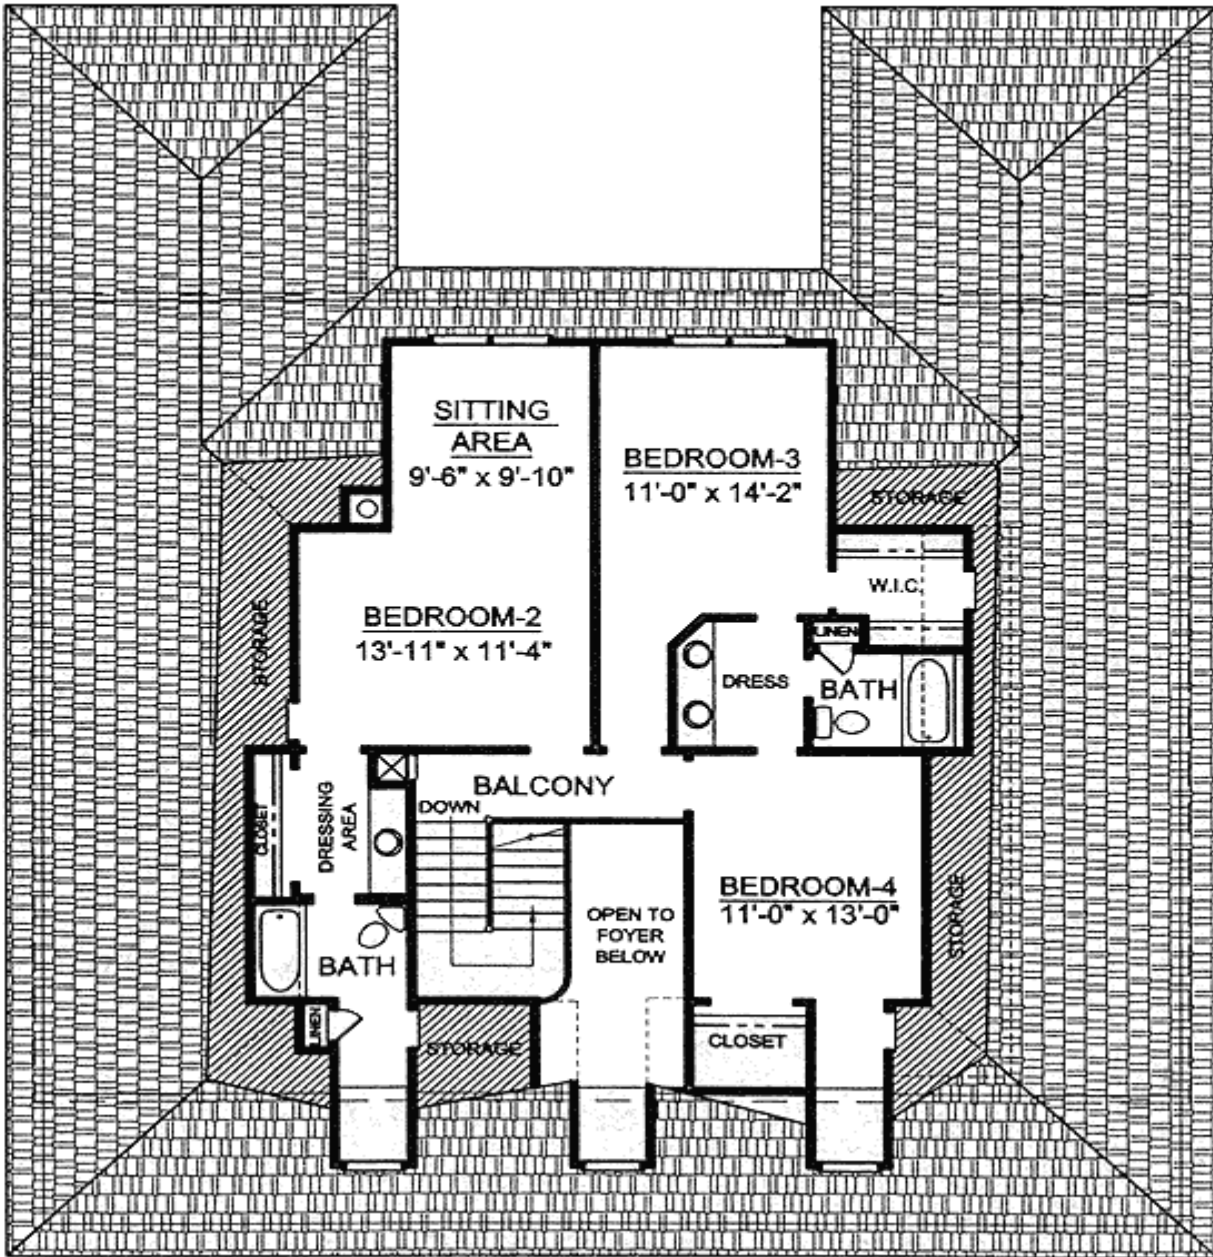 SITTING
AREA
9'-6" x 9'-10"
BEDROOM-3
11'-0" x 14'-2"
STORAGE
W.I.C.
BEDROOM-2
13'-11" x 11'-4"
STORAGE
LINEN
DRESS
BATH
BALCONY
DOWN
CLOSET
DRESSING
AREA
BEDROOM-4
11'-0" x 13'-0"
STORAGE
OPEN TO
FOYER
BELOW
BATH
LINEN
STORAGE
CLOSET